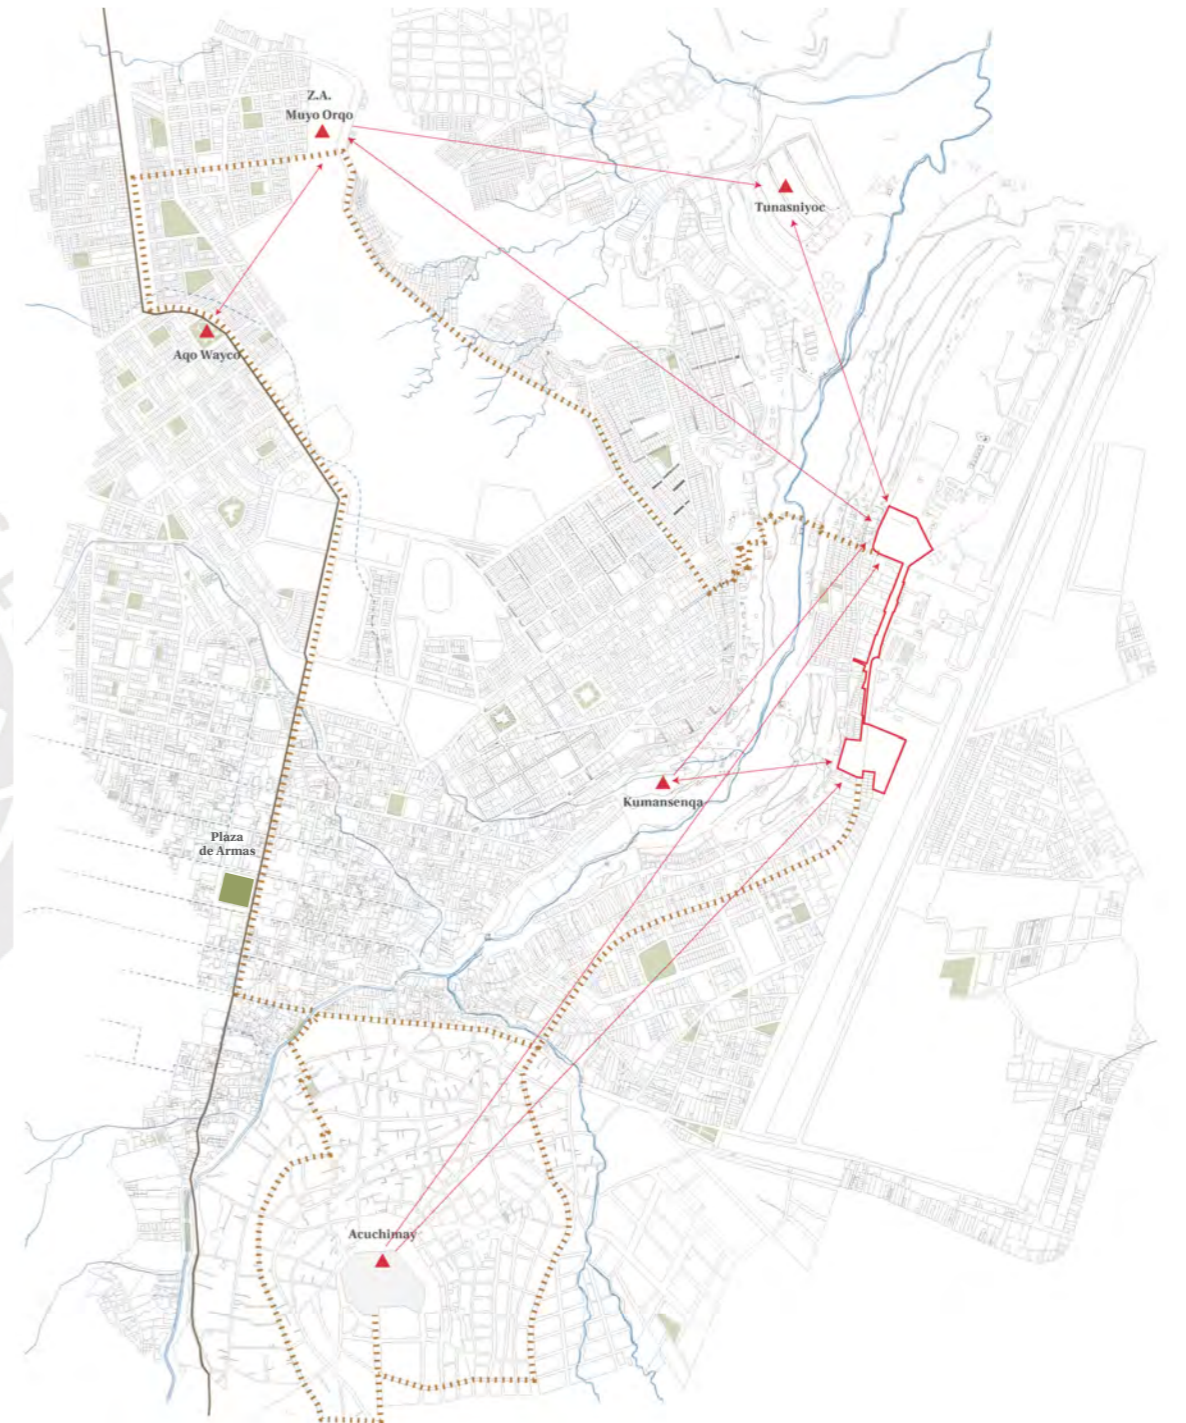 Z.A.
Muyo Orqo
Tunasniyoc
Aqo Wayco
Kumansenqa
Plaza
de Armas
Acuchimay